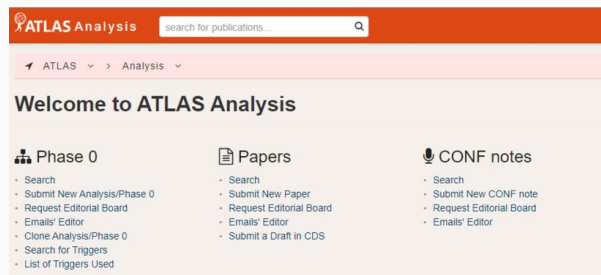 ATLAS Analysis
search for publications...
ATLAS > Analysis
Welcome to ATLAS Analysis
Phase 0
Search
Submit New Analysis/Phase 0
Request Editorial Board
Emails' Editor
Clone Analysis/Phase 0
Search for Triggers
List of Triggers Used
Papers
Search
Submit New Paper
Request Editorial Board
Emails' Editor
Submit a Draft in CDS
CONF notes
Search
Submit New CONF note
Request Editorial Board
Emails' Editor